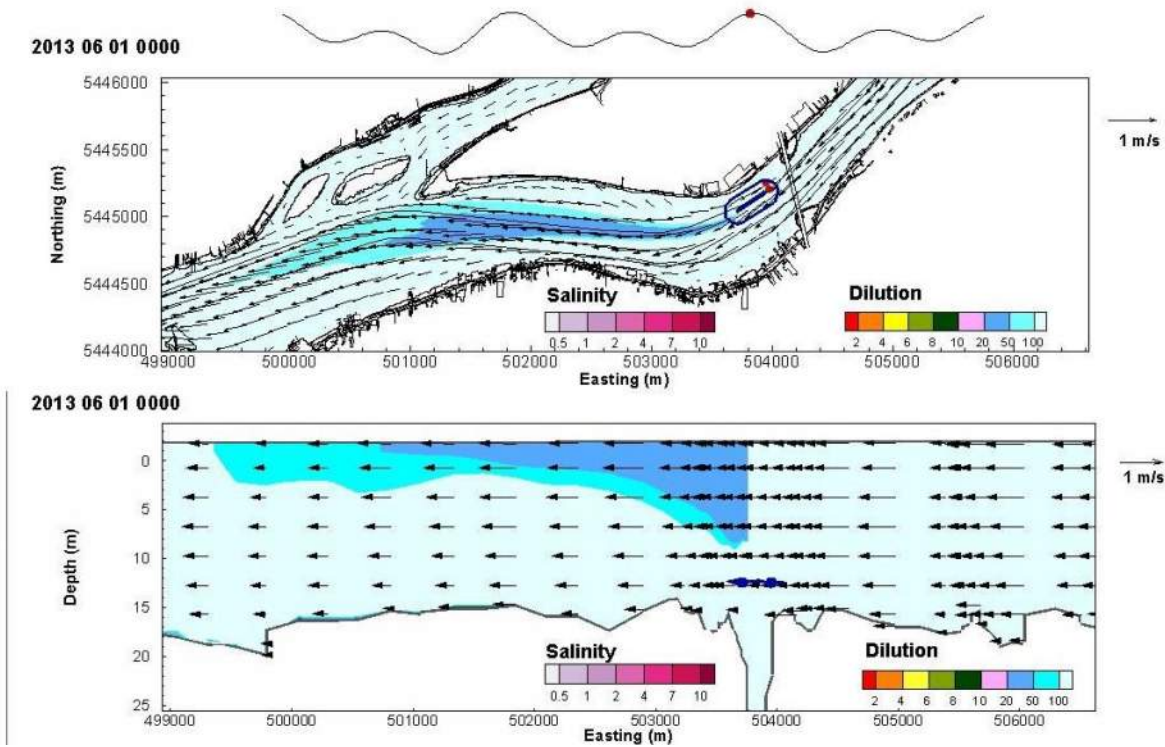 2013 06 01 0000
5446000
5445500
5445000
5444500
5444000
Northing (m)
1 m/s
Salinity
0.5 1 2 4 7 10
Dilution
2 4 6 8 10 20 50 100
499000 500000 501000 502000 503000 504000 505000 506000
Easting (m)
2013 06 01 0000
0
5
10
15
20
25
Depth (m)
1 m/s
Salinity
0.5 1 2 4 7 10
Dilution
2 4 6 8 10 20 50 100
499000 500000 501000 502000 503000 504000 505000 506000
Easting (m)